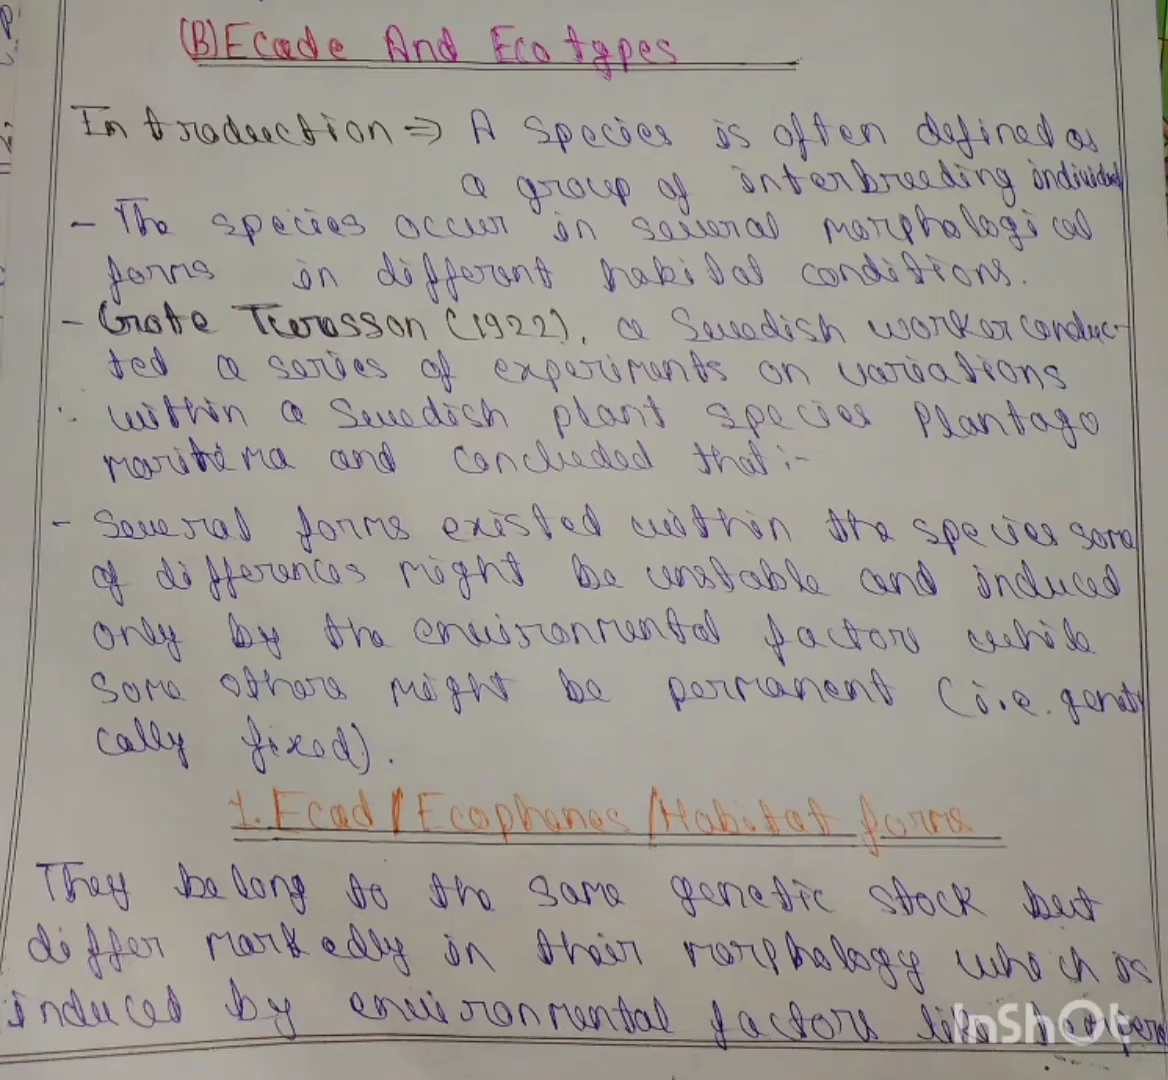 (B) Ecade And Eco types
Introduction ⇒ A species is often defined as
a group of interbreeding individual
- The species occur in several morphological
forms in different habitat conditions.
- Grote Turosson (1922), a Swedish worker conduc-
ted a series of experiments on variations
within a Swedish plant species Plantago
maritima and concluded that :-
- Several forms existed within the species some
of differences might be unstable and induced
only by the environmental factors while
some others might be permanent (i.e. geneti
cally fixed).
1. Ecad / Ecophenes / Habitat forms
They belong to the same genetic stock but
differ markedly in their morphology which is
induced by environmental factors like
InShOt